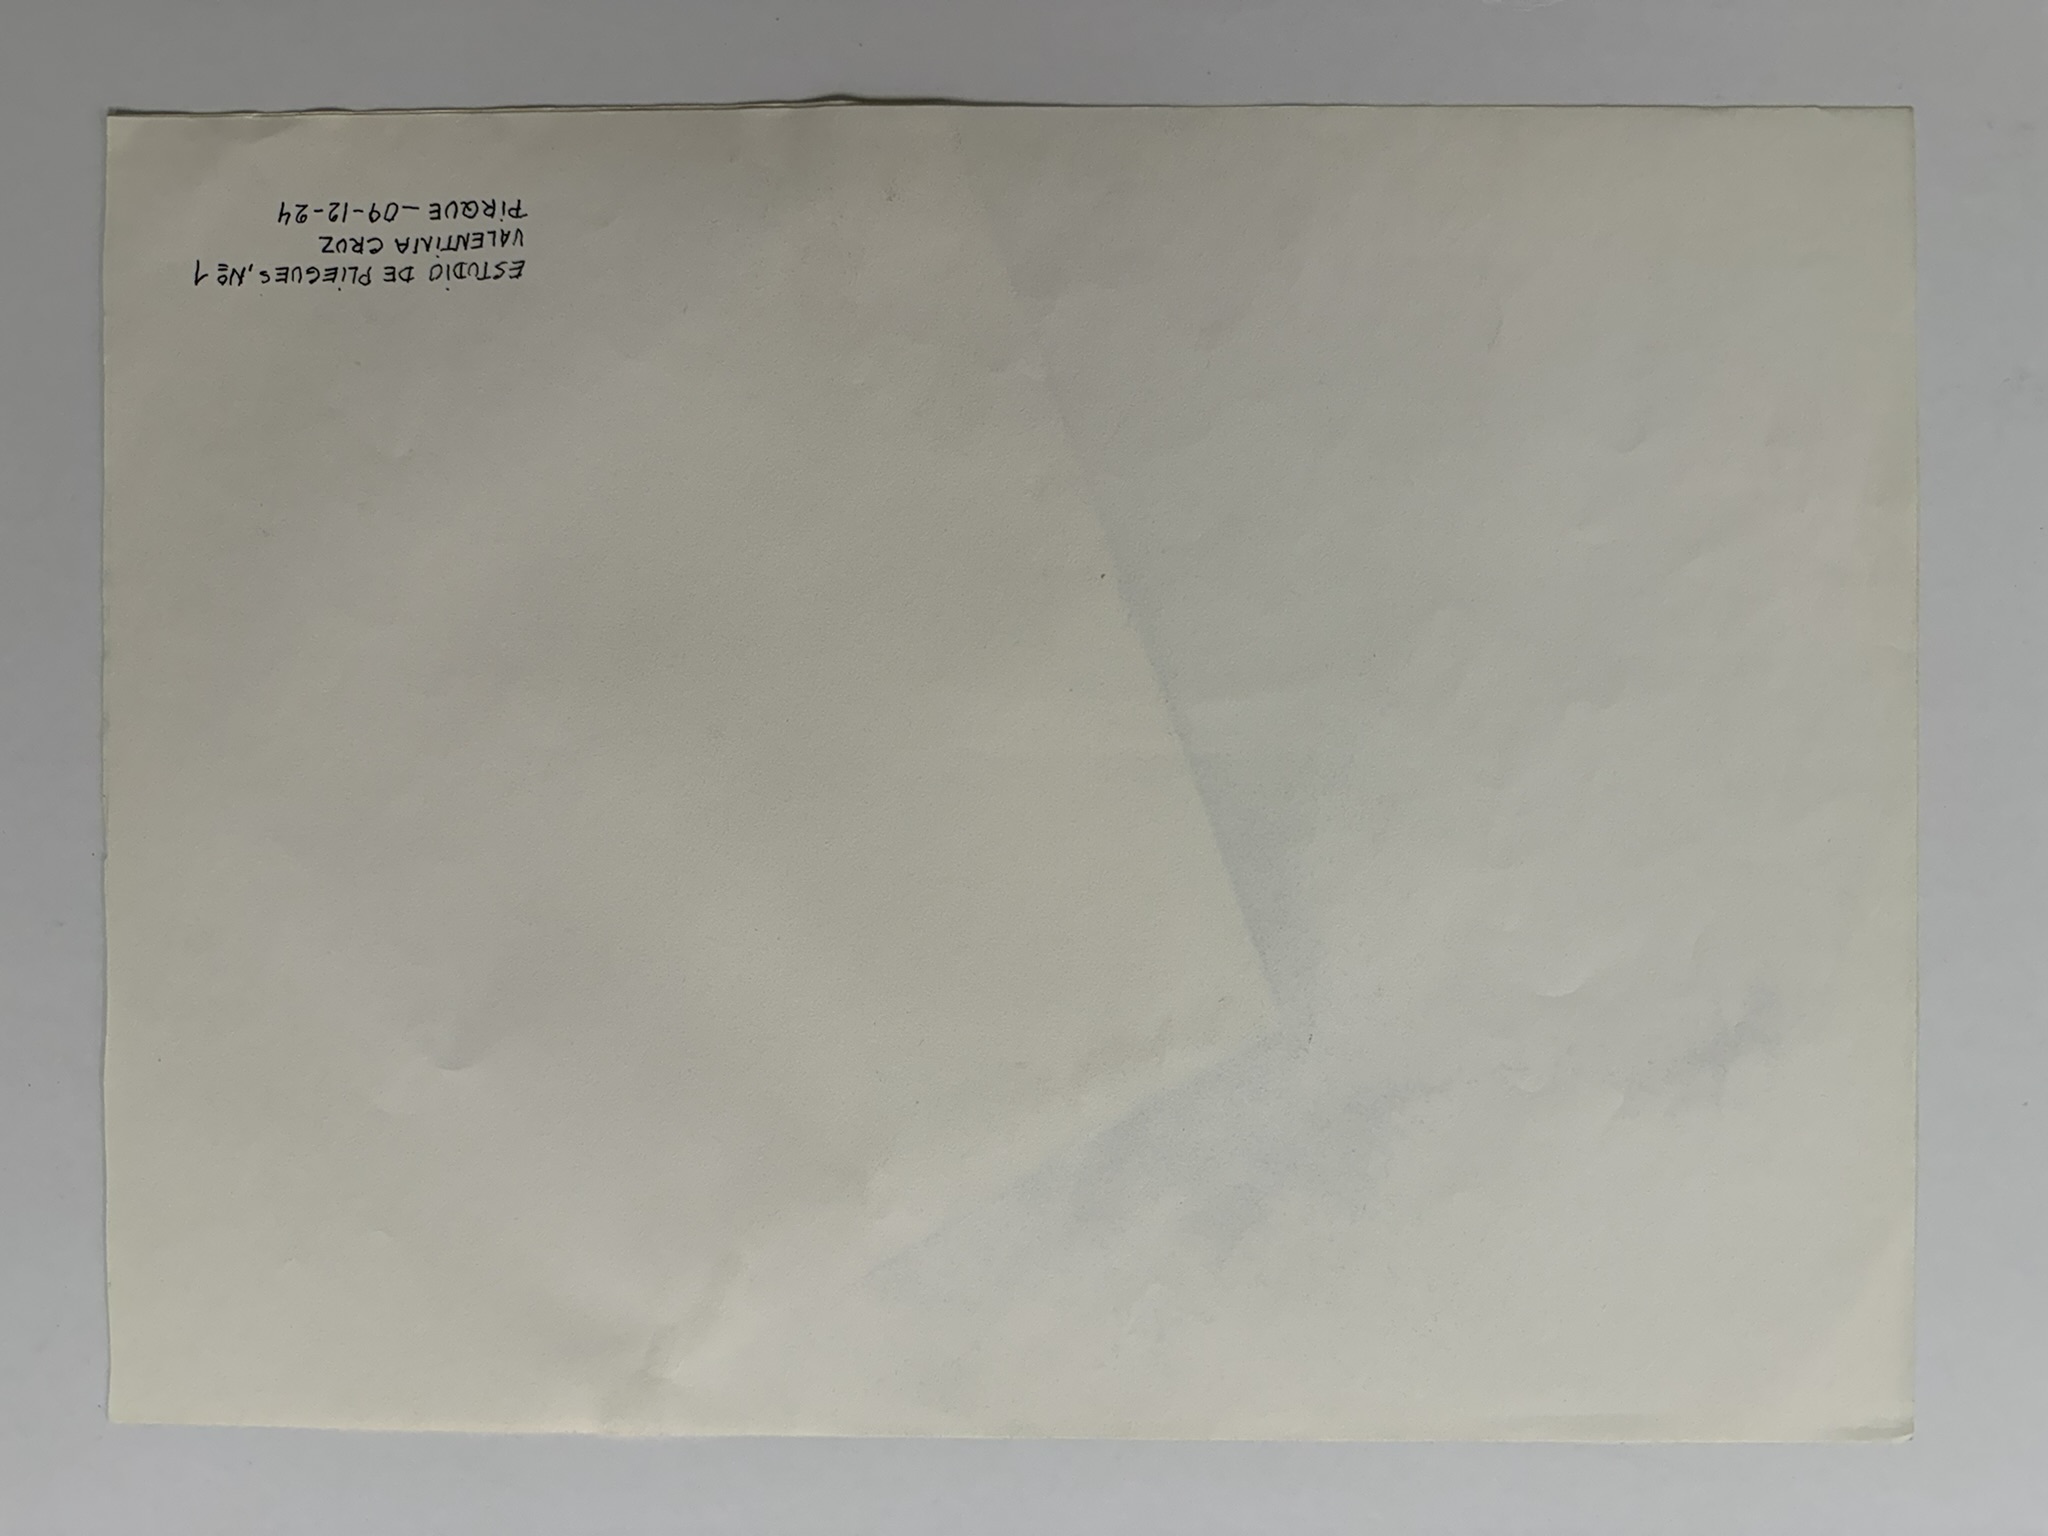 ESTUDIO DE PLIEGUES, Nº 1
VALENTINA CRUZ
PIRQUE - 09-12-24